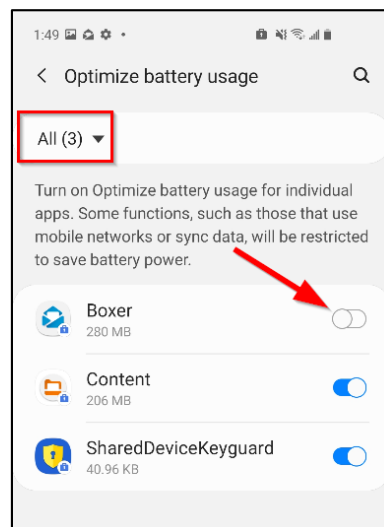 1:49
Optimize battery usage
All (3)
Turn on Optimize battery usage for individual
apps. Some functions, such as those that use
mobile networks or sync data, will be restricted
to save battery power.
Boxer
280 MB
Content
206 MB
SharedDeviceKeyguard
40.96 KB